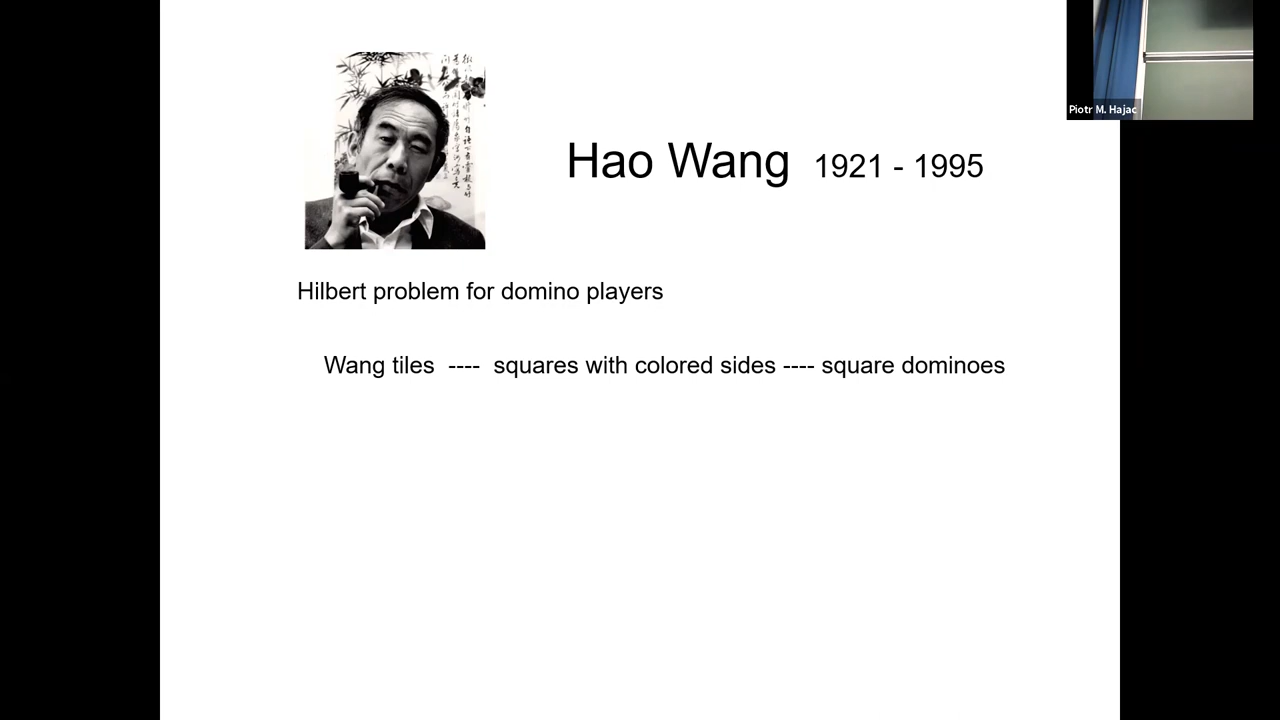 Piotr M. Hajac
Hao Wang 1921 - 1995
Hilbert problem for domino players
Wang tiles ---- squares with colored sides ---- square dominoes